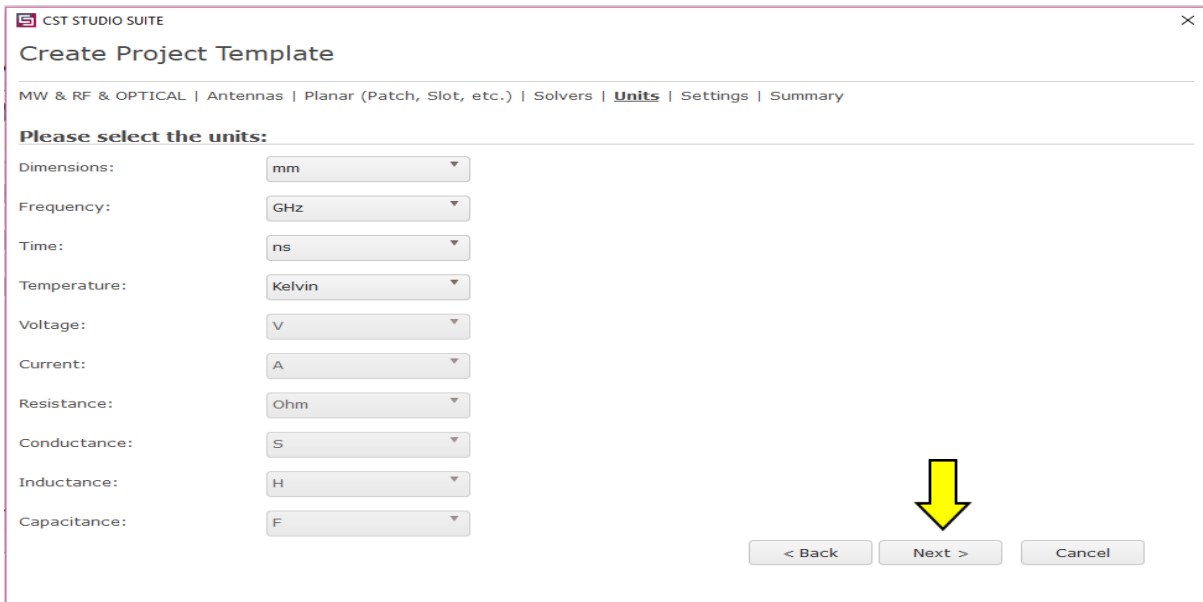 CST STUDIO SUITE
Create Project Template
MW & RF & OPTICAL | Antennas | Planar (Patch, Slot, etc.) | Solvers | Units | Settings | Summary
Please select the units:
Dimensions: mm
Frequency: GHz
Time: ns
Temperature: Kelvin
Voltage: V
Current: A
Resistance: Ohm
Conductance: S
Inductance: H
Capacitance: F
< Back Next > Cancel